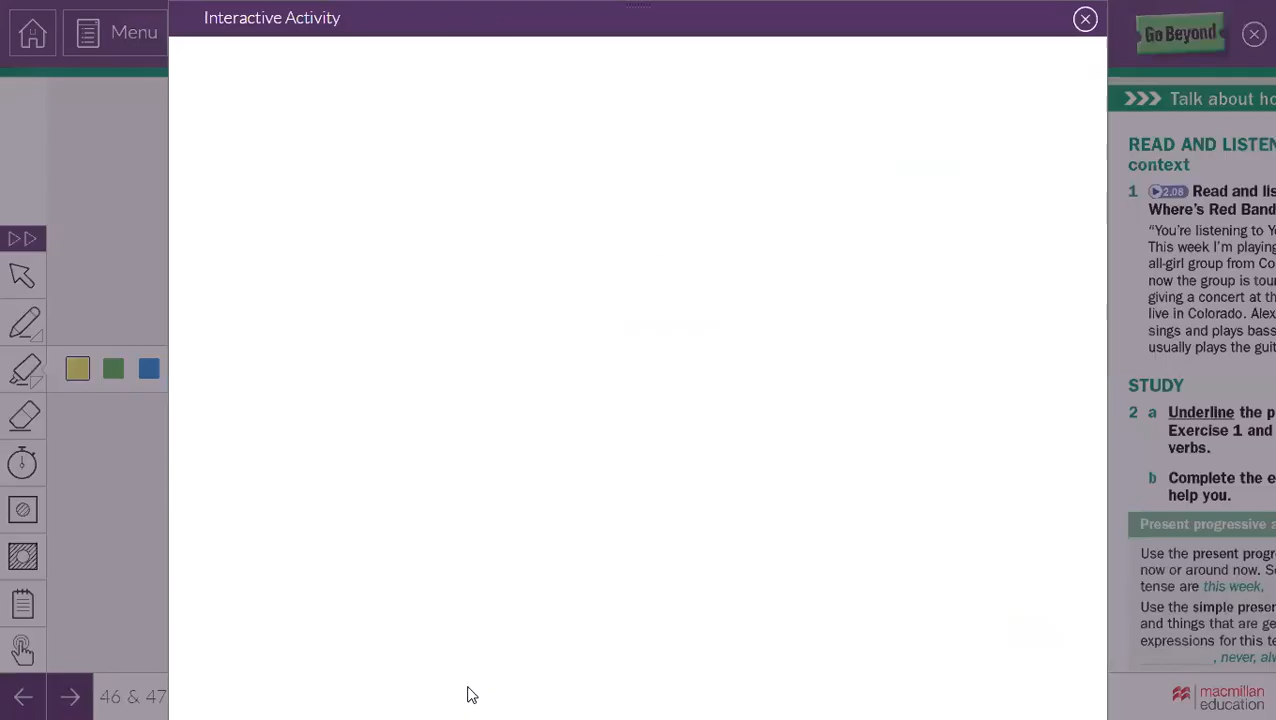 Interactive Activity
Menu
Go Beyond
Talk about ho
READ AND LISTEN
context
1 2.08 Read and lis
Where's Red Band
"You're listening to Y
This week I'm playing
all-girl group from Co
now the group is tour
giving a concert at th
live in Colorado. Alex
sings and plays bass
usually plays the guit
STUDY
2 a Underline the p
Exercise 1 and
verbs.
b Complete the e
help you.
Present progressive a
Use the present progr
now or around now. So
tense are this week,
Use the simple presen
and things that are ge
expressions for this te
, never, alw
46 & 47
macmillan
education